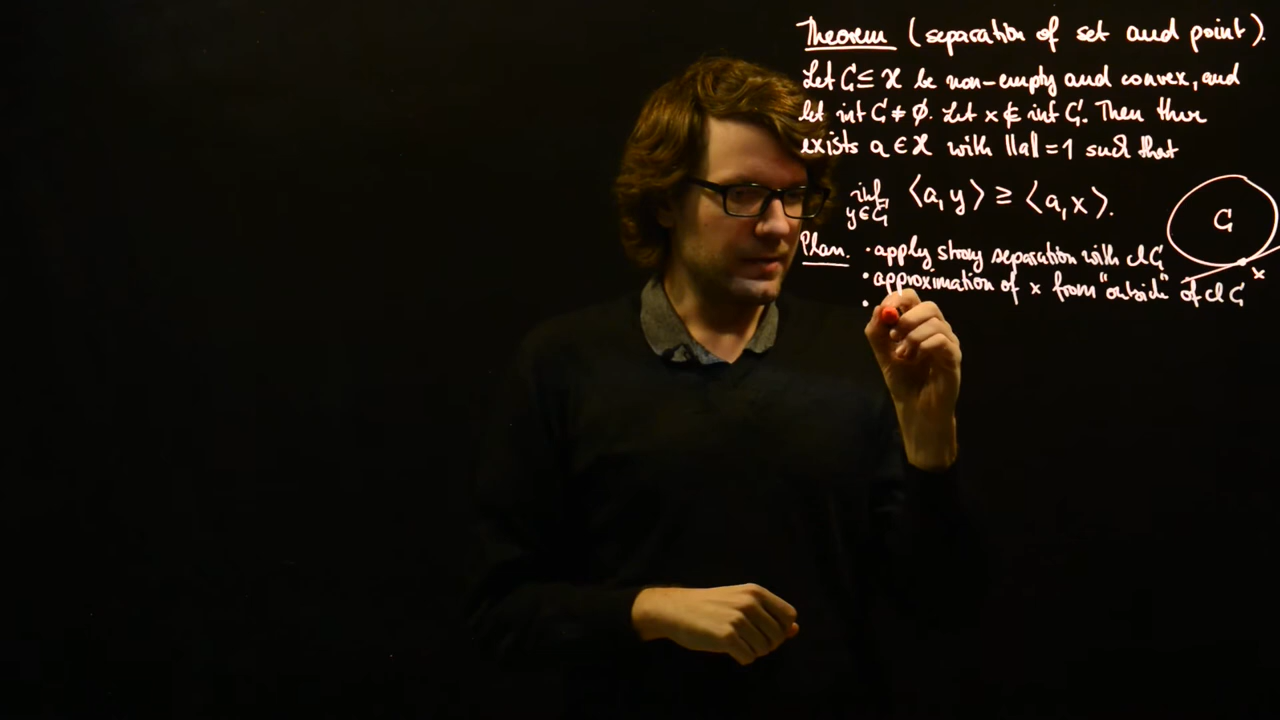 Theorem (separation of set and point).
Let C ⊆ X be non-empty and convex, and
let int C ≠ ∅. Let x ∉ int C. Then there
exists a ∈ X with ||a|| = 1 such that
inf y∈C ⟨a, y⟩ ≥ ⟨a, x⟩.
C
Plan. • apply strong separation with cl C
• approximation of x from "outside" of cl C
x
•